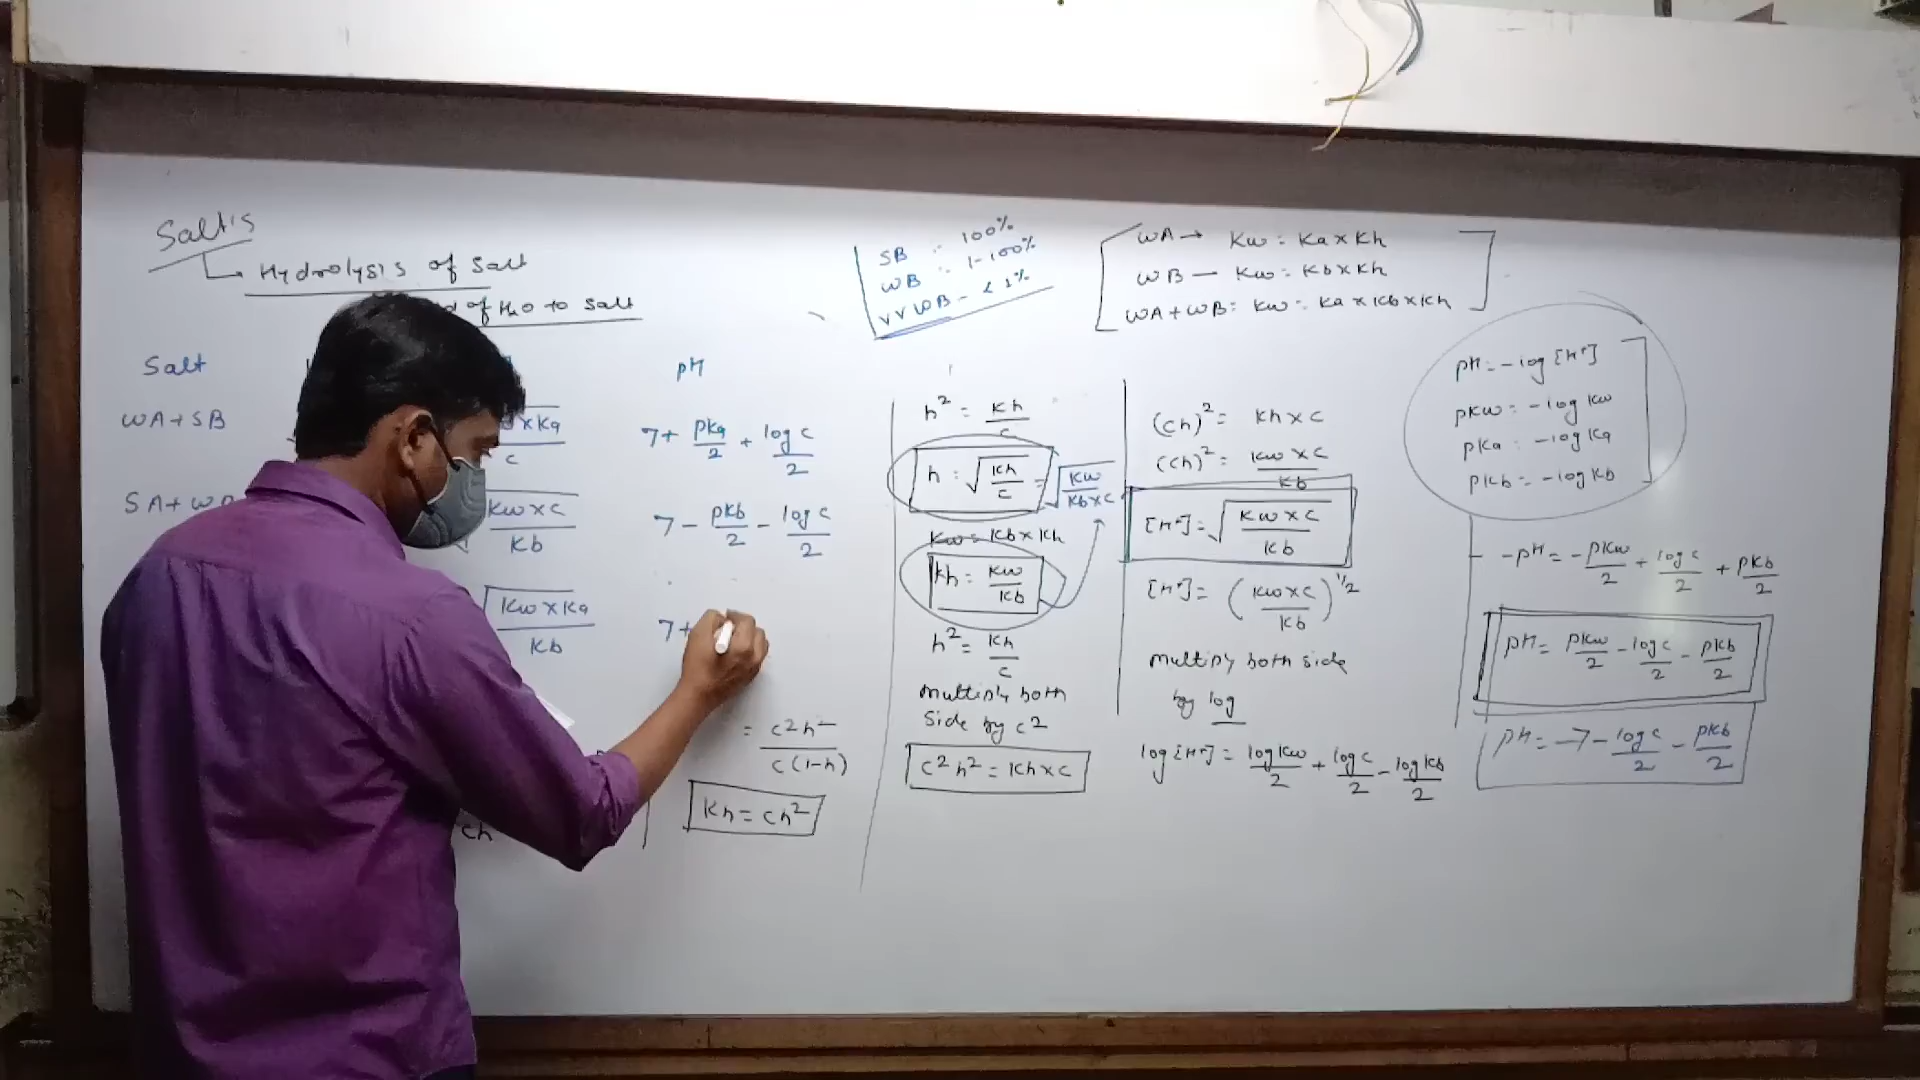 Salt's
Hydrolysis of Salt
of H2O to Salt
Salt
pH
WA+SB
w×Ka
c
7+ pKa/2 + log c/2
SA+W
Kw×c
Kb
7 - pKb/2 - log c/2
√Kw×Ka/Kb
7+
= c²h²/c(1-h)
Kh = ch²
ch
SB : 100%
WB : 1-100%
VVWB - < 1%
WA → Kw = Ka×Kh
WB — Kw = Kb×Kh
WA+WB: Kw = Ka×Kb×Kh
h² = Kh/c
h = √Kh/c = √Kw/Kb×c
Kw = Kb×Kh
Kh = Kw/Kb
h² = Kh/c
multiply both
side by c2
c²h² = Kh×c
(ch)² = Kh×c
(ch)² = Kw×c/Kb
[H⁺] = √Kw×c/Kb
[H⁺] = (Kw×c/Kb)^1/2
multiply both side
by log
log[H⁺] = log Kw/2 + log c/2 - log Kb/2
pH = -log[H⁺]
pKw = -log Kw
pKa = -log Ka
pKb = -log Kb
-pH = -pKw/2 + log c/2 + pKb/2
pH = pKw/2 - log c/2 - pKb/2
pH = -7 - log c/2 - pKb/2